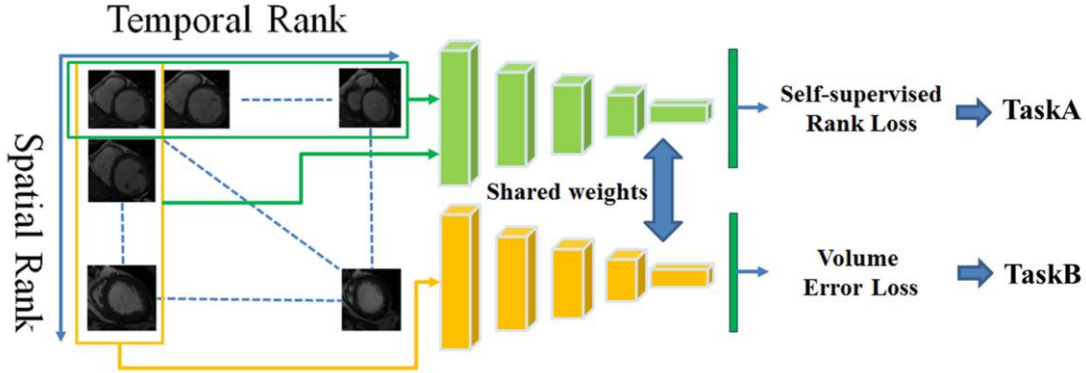 Temporal Rank
Spatial Rank
Self-supervised
Rank Loss
TaskA
Shared weights
Volume
Error Loss
TaskB